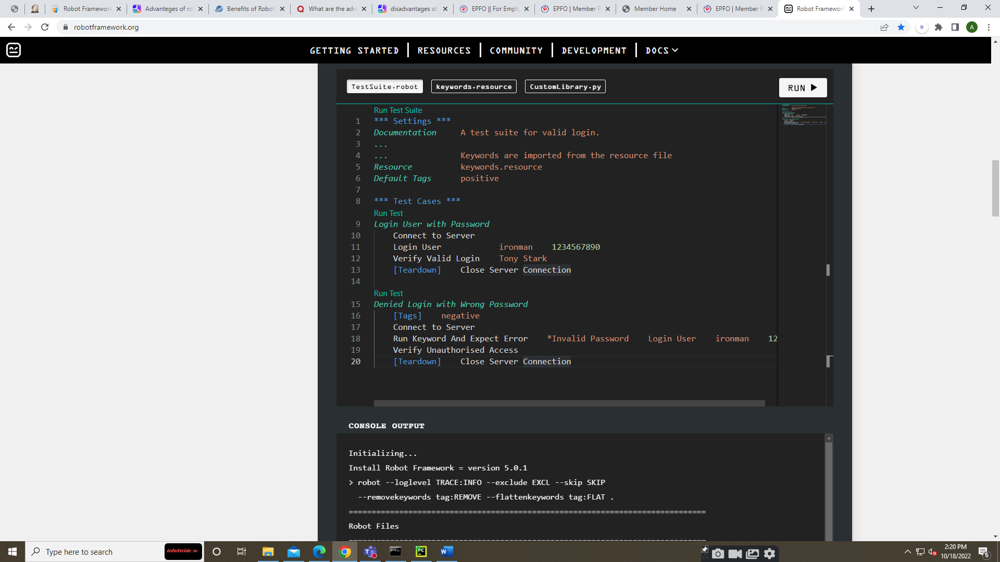 Robot Framework
Advanteges of ro
Benefits of Robot
What are the adv
disadvantages of
EPFO || For Empl
EPFO | Member P
Member Home
EPFO | Member P
Robot Framework
robotframework.org
B
A
GETTING STARTED
RESOURCES
COMMUNITY
DEVELOPMENT
DOCS
TestSuite.robot
keywords.resource
CustomLibrary.py
RUN
Run Test Suite
1 *** Settings ***
2 Documentation A test suite for valid login.
3 ...
4 ... Keywords are imported from the resource file
5 Resource keywords.resource
6 Default Tags positive
7
8 *** Test Cases ***
Run Test
9 Login User with Password
10 Connect to Server
11 Login User ironman 1234567890
12 Verify Valid Login Tony Stark
13 [Teardown] Close Server Connection
14
Run Test
15 Denied Login with Wrong Password
16 [Tags] negative
17 Connect to Server
18 Run Keyword And Expect Error *Invalid Password Login User ironman 12
19 Verify Unauthorised Access
20 [Teardown] Close Server Connection
CONSOLE OUTPUT
Initializing...
Install Robot Framework = version 5.0.1
> robot --loglevel TRACE:INFO --exclude EXCL --skip SKIP
--removekeywords tag:REMOVE --flattenkeywords tag:FLAT .
==============================================================================
Robot Files
==============================================================================
Type here to search
InfoStride
2:20 PM
10/18/2022
6